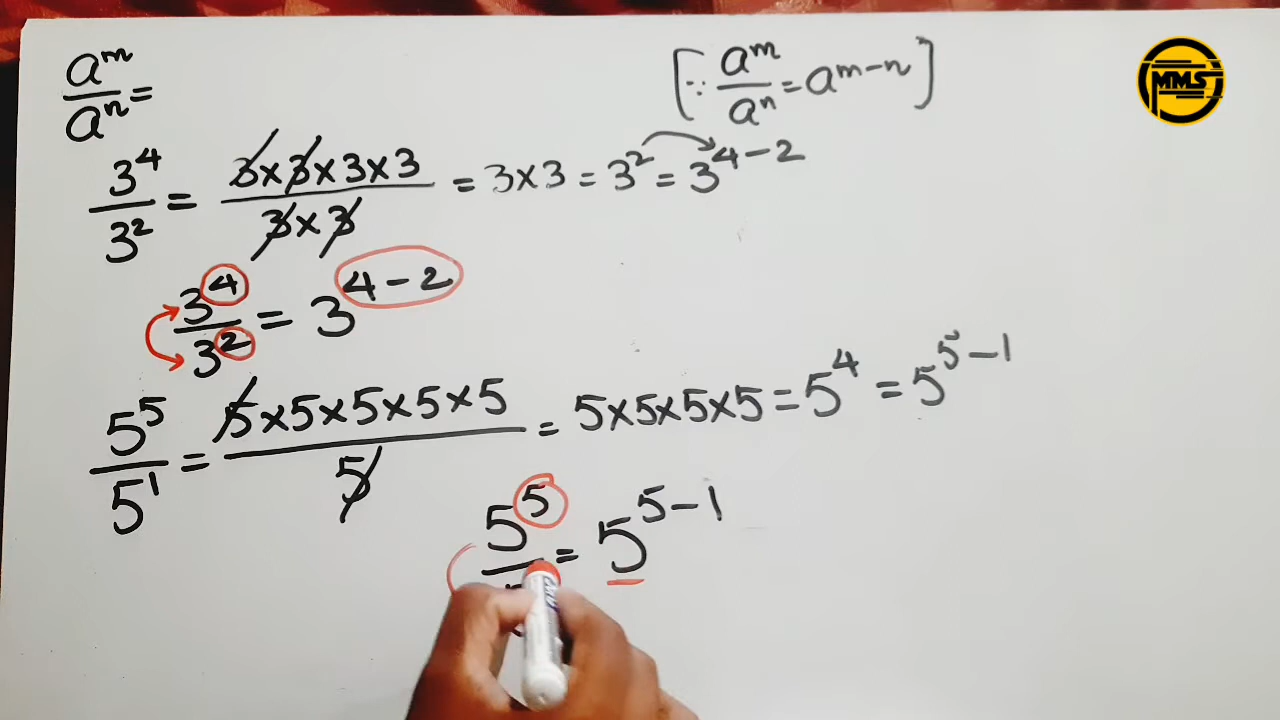 a^m/a^n =
[∵ a^m/a^n = a^(m-n)]
MMS
3^4/3^2 = 3×3×3×3/3×3 = 3×3 = 3^2 = 3^(4-2)
3^4/3^2 = 3^(4-2)
5^5/5^1 = 5×5×5×5×5/5 = 5×5×5×5 = 5^4 = 5^(5-1)
5^5/ = 5^(5-1)